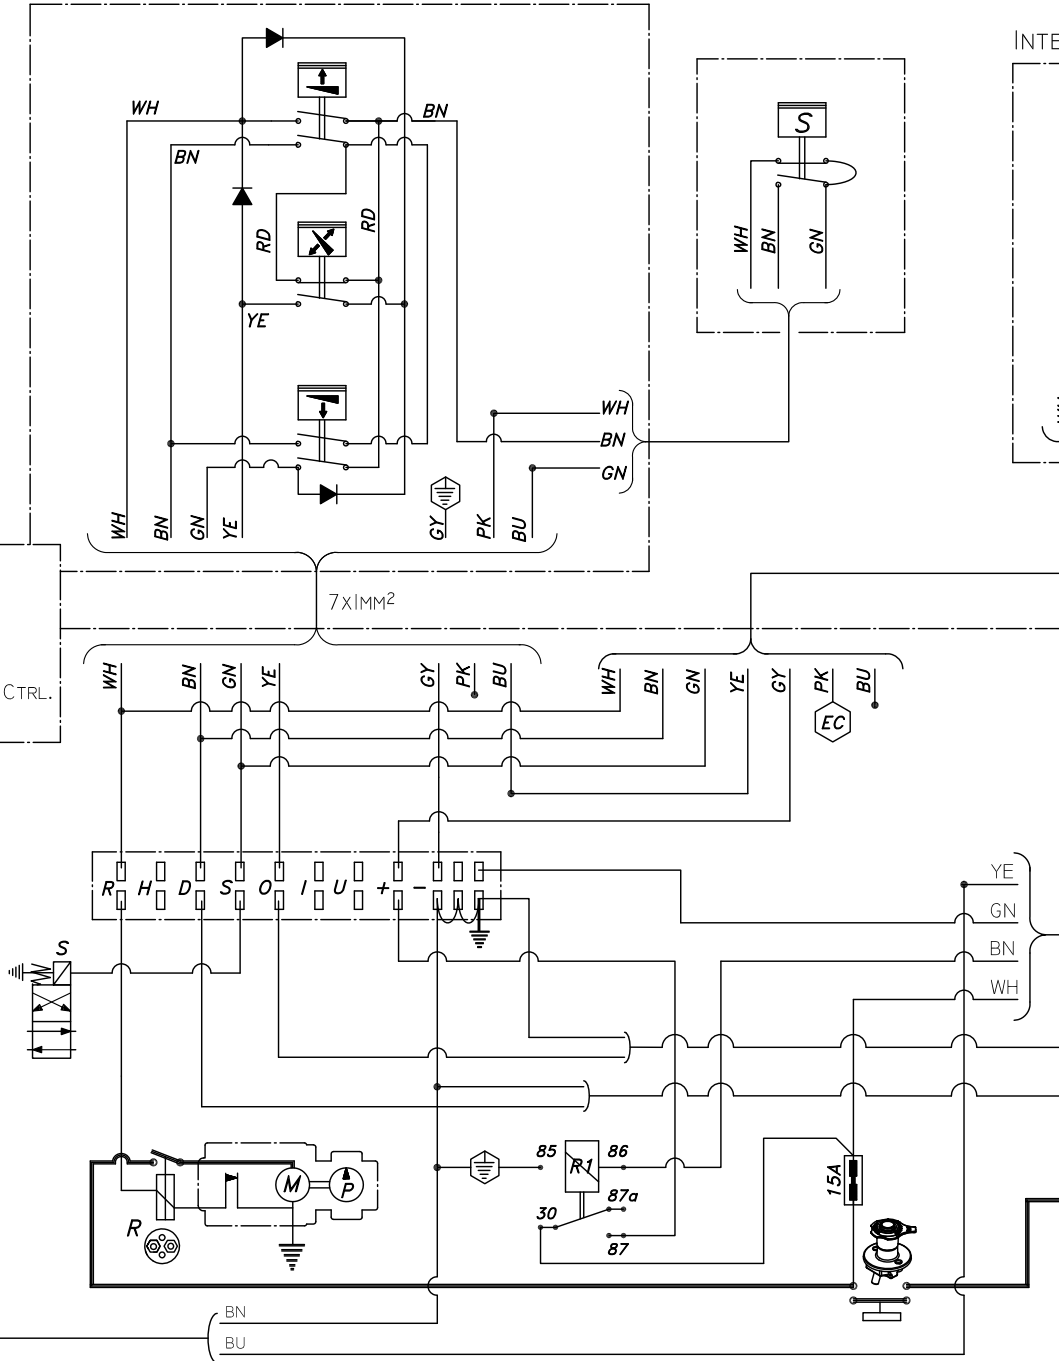 INTE
WH
BN
BN
S
RD
RD
WH
BN
GN
YE
WH
BN
GN
WH
BN
GN
YE
GY
PK
BU
7x1mm²
Ctrl.
WH
BN
GN
YE
GY
PK
BU
WH
BN
GN
YE
GY
PK
BU
EC
R H D S O I U + -
YE
GN
BN
WH
S
85
86
R1
87a
30
87
15A
M
P
R
BN
BU